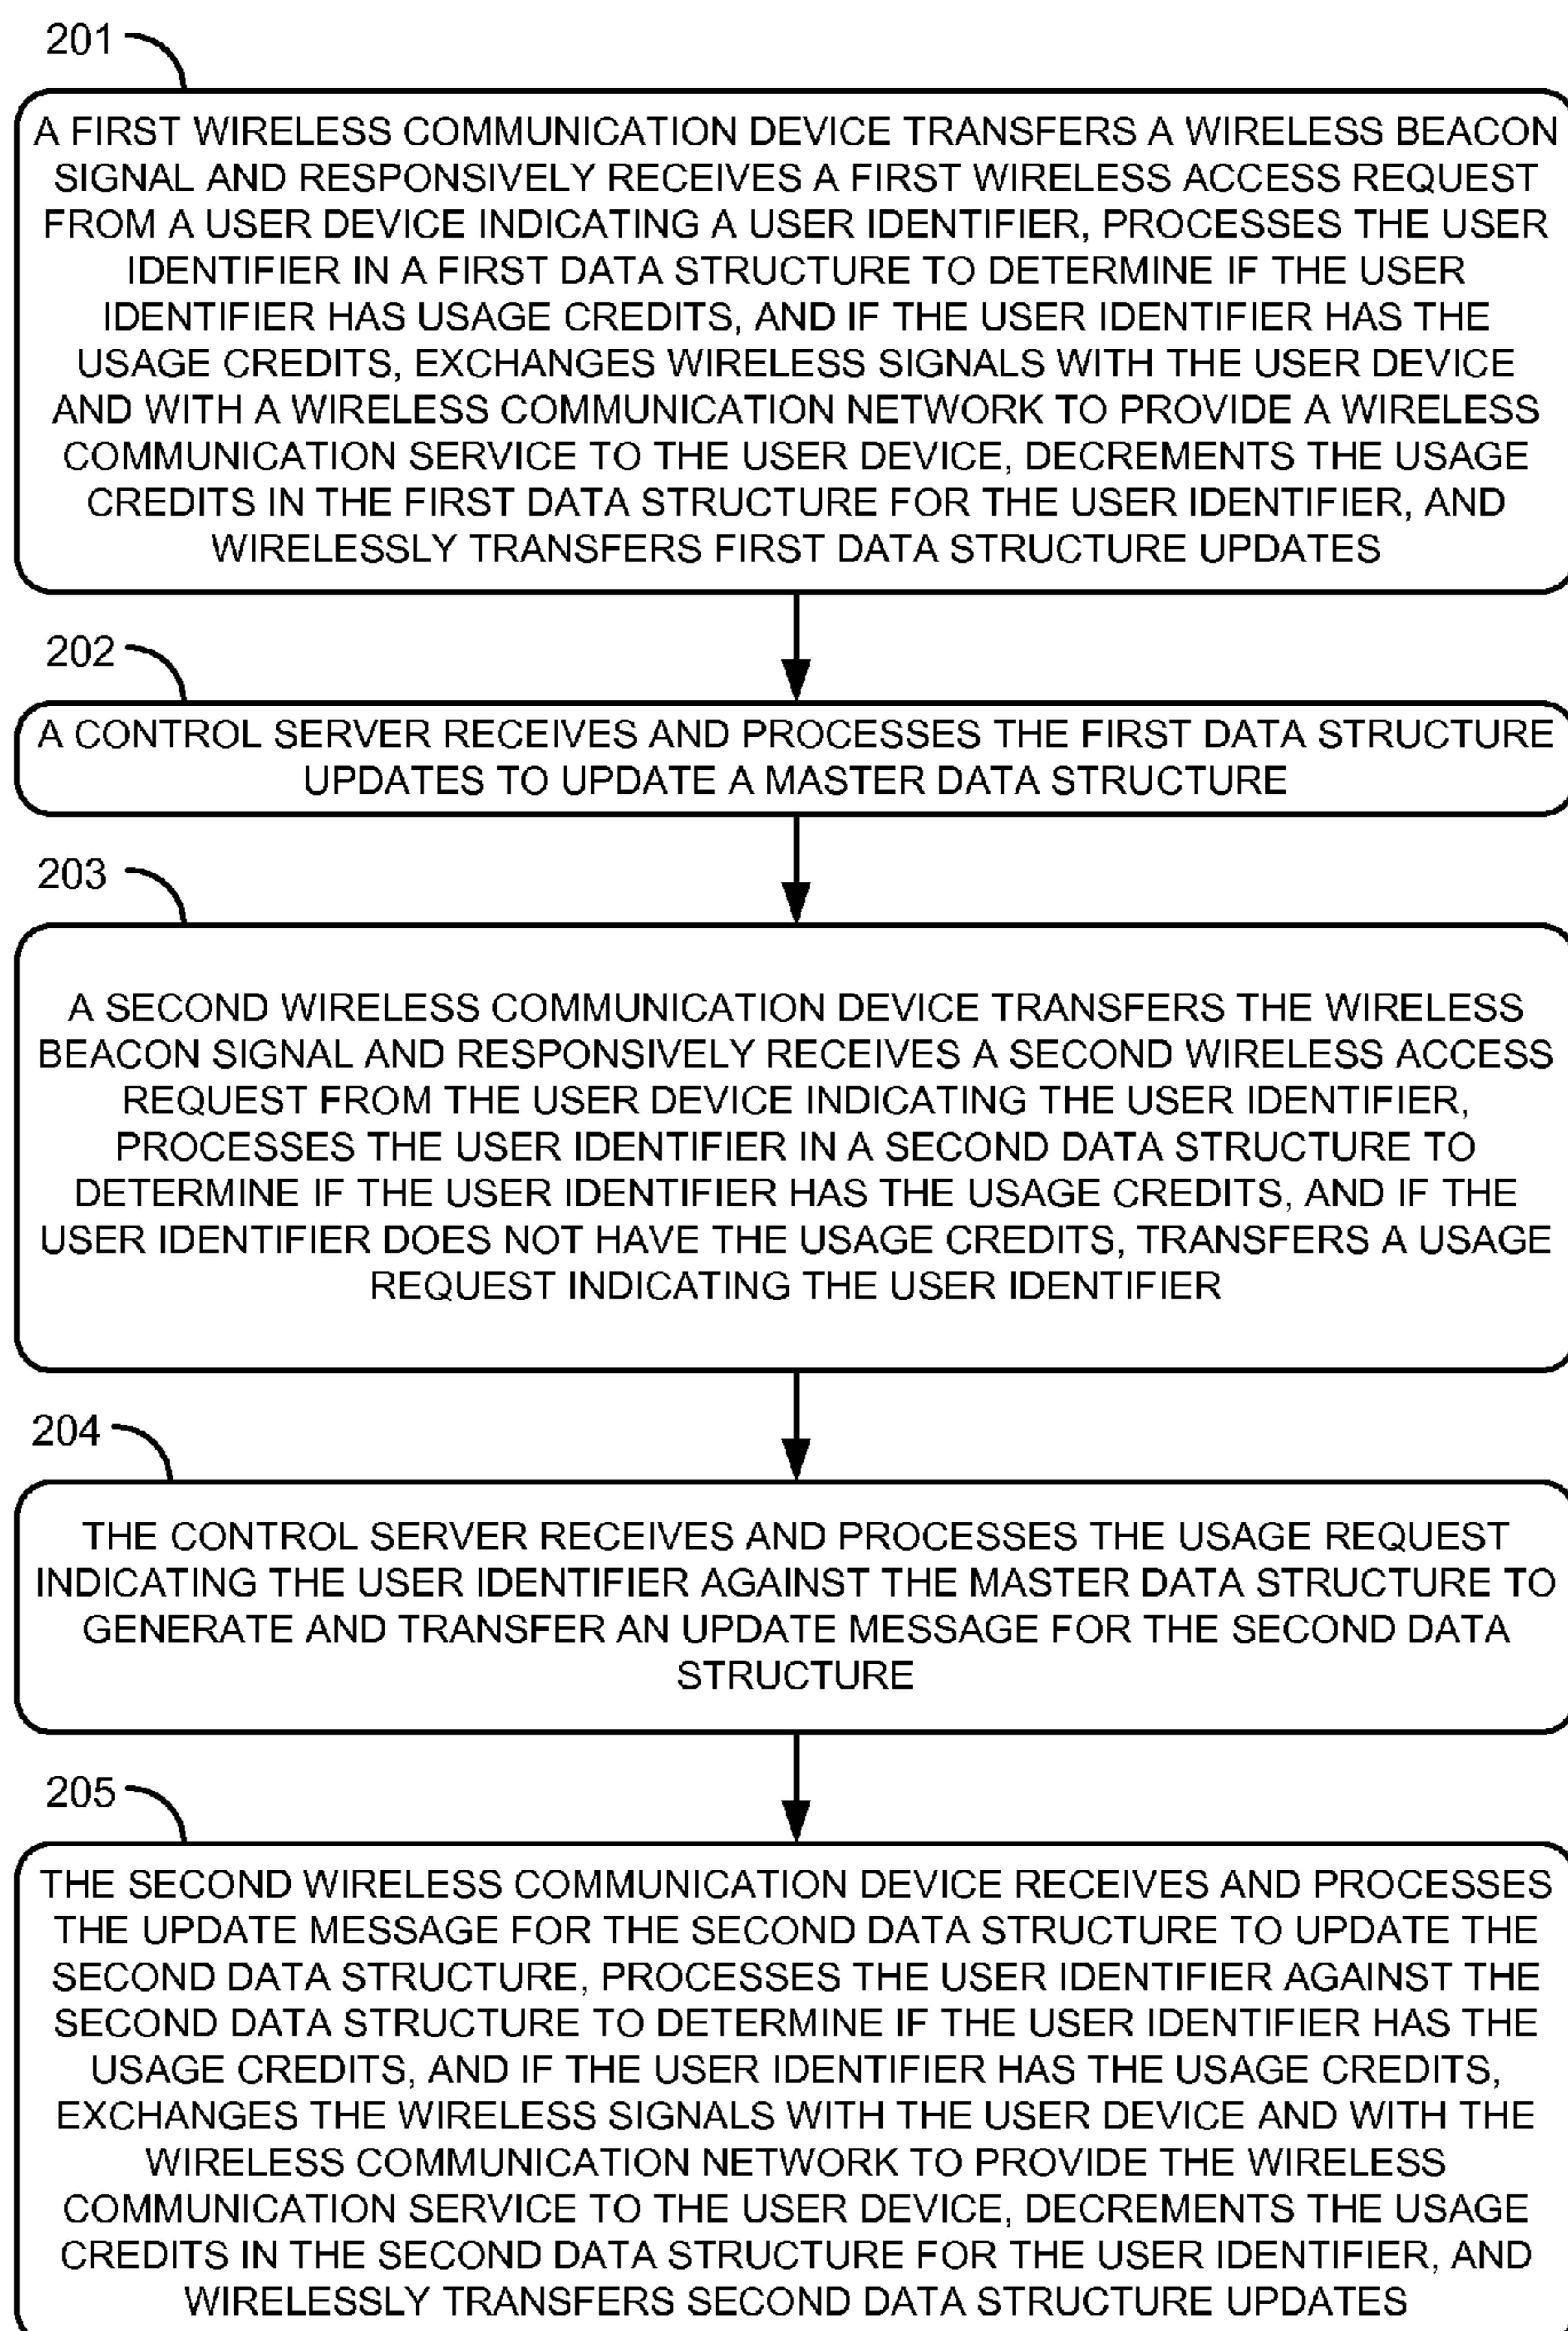 201
A FIRST WIRELESS COMMUNICATION DEVICE TRANSFERS A WIRELESS BEACON
SIGNAL AND RESPONSIVELY RECEIVES A FIRST WIRELESS ACCESS REQUEST
FROM A USER DEVICE INDICATING A USER IDENTIFIER, PROCESSES THE USER
IDENTIFIER IN A FIRST DATA STRUCTURE TO DETERMINE IF THE USER
IDENTIFIER HAS USAGE CREDITS, AND IF THE USER IDENTIFIER HAS THE
USAGE CREDITS, EXCHANGES WIRELESS SIGNALS WITH THE USER DEVICE
AND WITH A WIRELESS COMMUNICATION NETWORK TO PROVIDE A WIRELESS
COMMUNICATION SERVICE TO THE USER DEVICE, DECREMENTS THE USAGE
CREDITS IN THE FIRST DATA STRUCTURE FOR THE USER IDENTIFIER, AND
WIRELESSLY TRANSFERS FIRST DATA STRUCTURE UPDATES
202
A CONTROL SERVER RECEIVES AND PROCESSES THE FIRST DATA STRUCTURE
UPDATES TO UPDATE A MASTER DATA STRUCTURE
203
A SECOND WIRELESS COMMUNICATION DEVICE TRANSFERS THE WIRELESS
BEACON SIGNAL AND RESPONSIVELY RECEIVES A SECOND WIRELESS ACCESS
REQUEST FROM THE USER DEVICE INDICATING THE USER IDENTIFIER,
PROCESSES THE USER IDENTIFIER IN A SECOND DATA STRUCTURE TO
DETERMINE IF THE USER IDENTIFIER HAS THE USAGE CREDITS, AND IF THE
USER IDENTIFIER DOES NOT HAVE THE USAGE CREDITS, TRANSFERS A USAGE
REQUEST INDICATING THE USER IDENTIFIER
204
THE CONTROL SERVER RECEIVES AND PROCESSES THE USAGE REQUEST
INDICATING THE USER IDENTIFIER AGAINST THE MASTER DATA STRUCTURE TO
GENERATE AND TRANSFER AN UPDATE MESSAGE FOR THE SECOND DATA
STRUCTURE
205
THE SECOND WIRELESS COMMUNICATION DEVICE RECEIVES AND PROCESSES
THE UPDATE MESSAGE FOR THE SECOND DATA STRUCTURE TO UPDATE THE
SECOND DATA STRUCTURE, PROCESSES THE USER IDENTIFIER AGAINST THE
SECOND DATA STRUCTURE TO DETERMINE IF THE USER IDENTIFIER HAS THE
USAGE CREDITS, AND IF THE USER IDENTIFIER HAS THE USAGE CREDITS,
EXCHANGES THE WIRELESS SIGNALS WITH THE USER DEVICE AND WITH THE
WIRELESS COMMUNICATION NETWORK TO PROVIDE THE WIRELESS
COMMUNICATION SERVICE TO THE USER DEVICE, DECREMENTS THE USAGE
CREDITS IN THE SECOND DATA STRUCTURE FOR THE USER IDENTIFIER, AND
WIRELESSLY TRANSFERS SECOND DATA STRUCTURE UPDATES